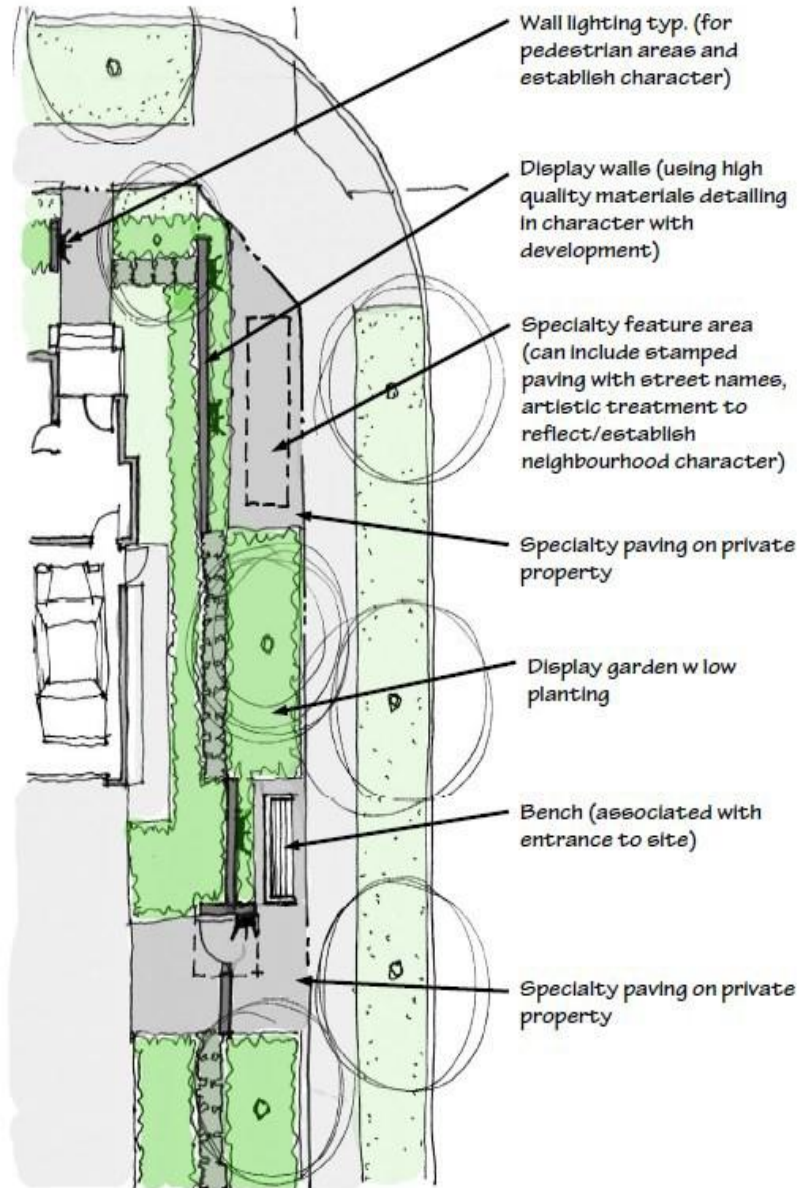 Wall lighting typ. (for
pedestrian areas and
establish character)
Display walls (using high
quality materials detailing
in character with
development)
Specialty feature area
(can include stamped
paving with street names,
artistic treatment to
reflect/establish
neighbourhood character)
Specialty paving on private
property
Display garden w low
planting
Bench (associated with
entrance to site)
Specialty paving on private
property